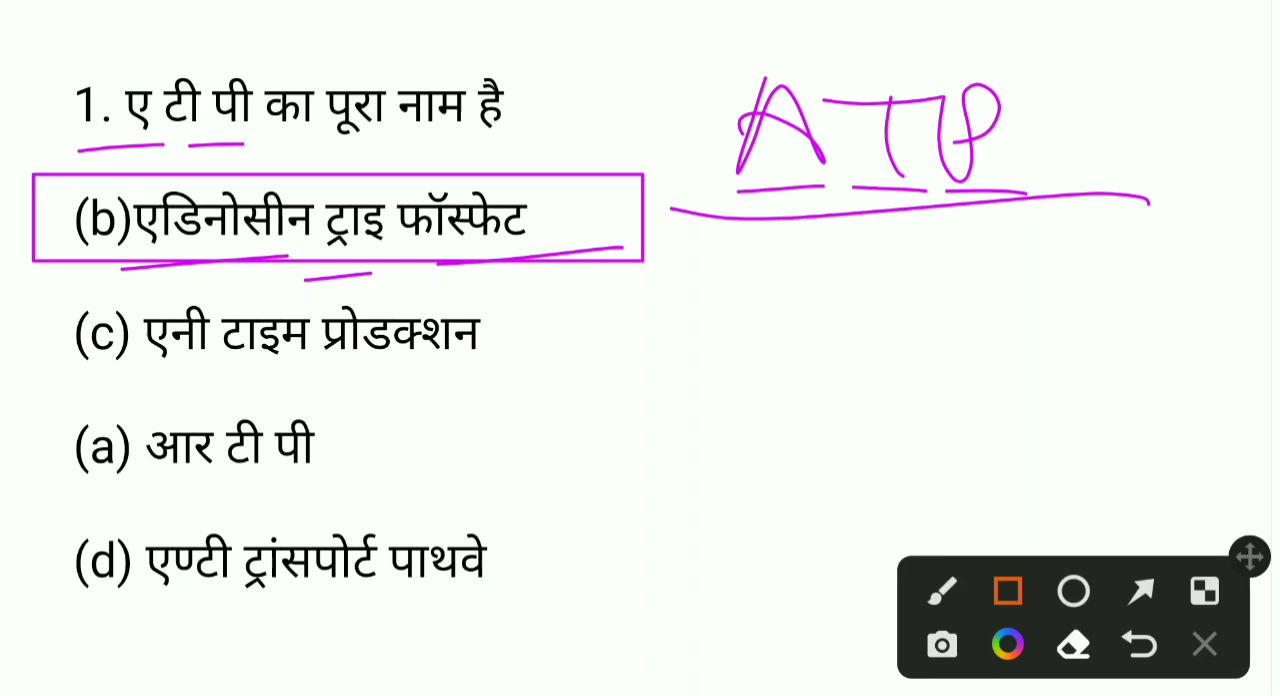 1. ए टी पी का पूरा नाम है
ATP
(b)एडिनोसीन ट्राइ फॉस्फेट
(c) एनी टाइम प्रोडक्शन
(a) आर टी पी
(d) एण्टी ट्रांसपोर्ट पाथवे